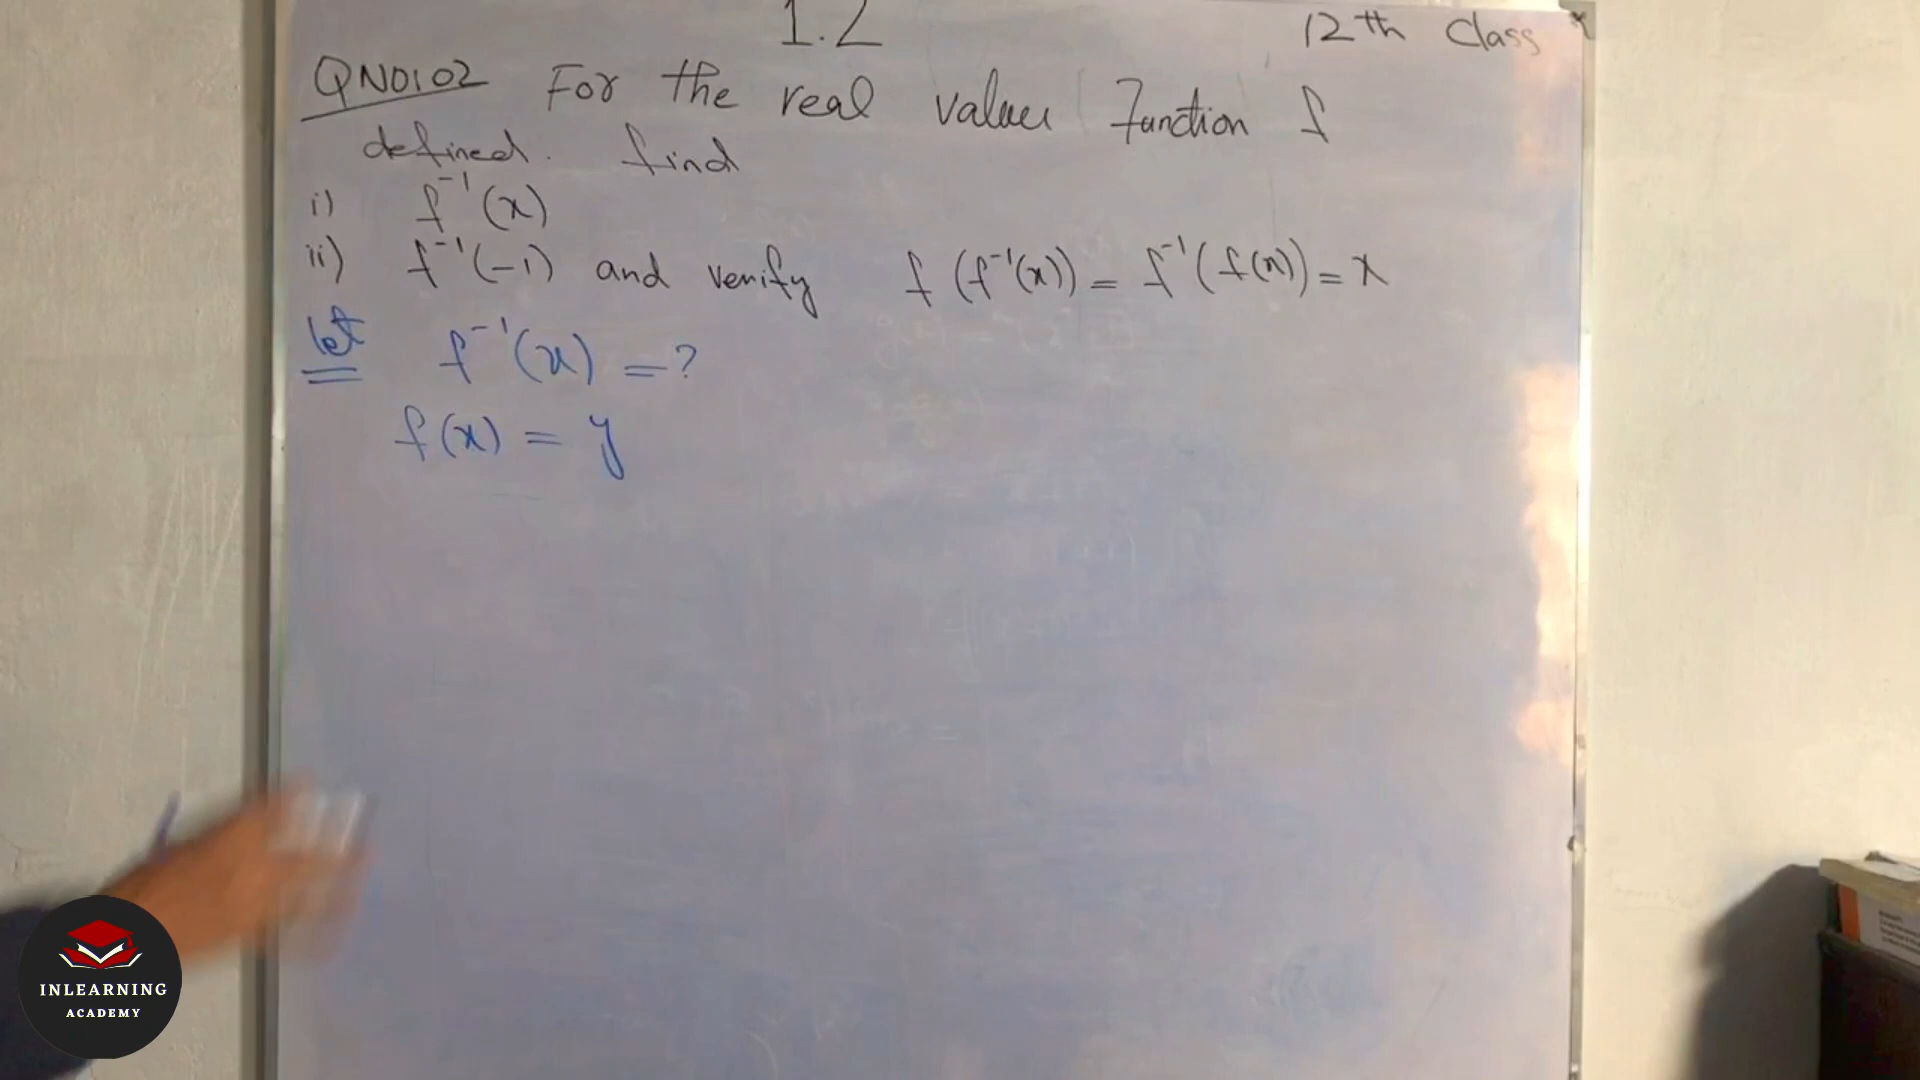 1.2
12th Class
QNO102 For the real values function f
defined. find
i) f⁻¹(x)
ii) f⁻¹(-1) and verify f(f⁻¹(x)) = f⁻¹(f(x)) = x
let f⁻¹(x) = ?
f(x) = y
INLEARNING
ACADEMY